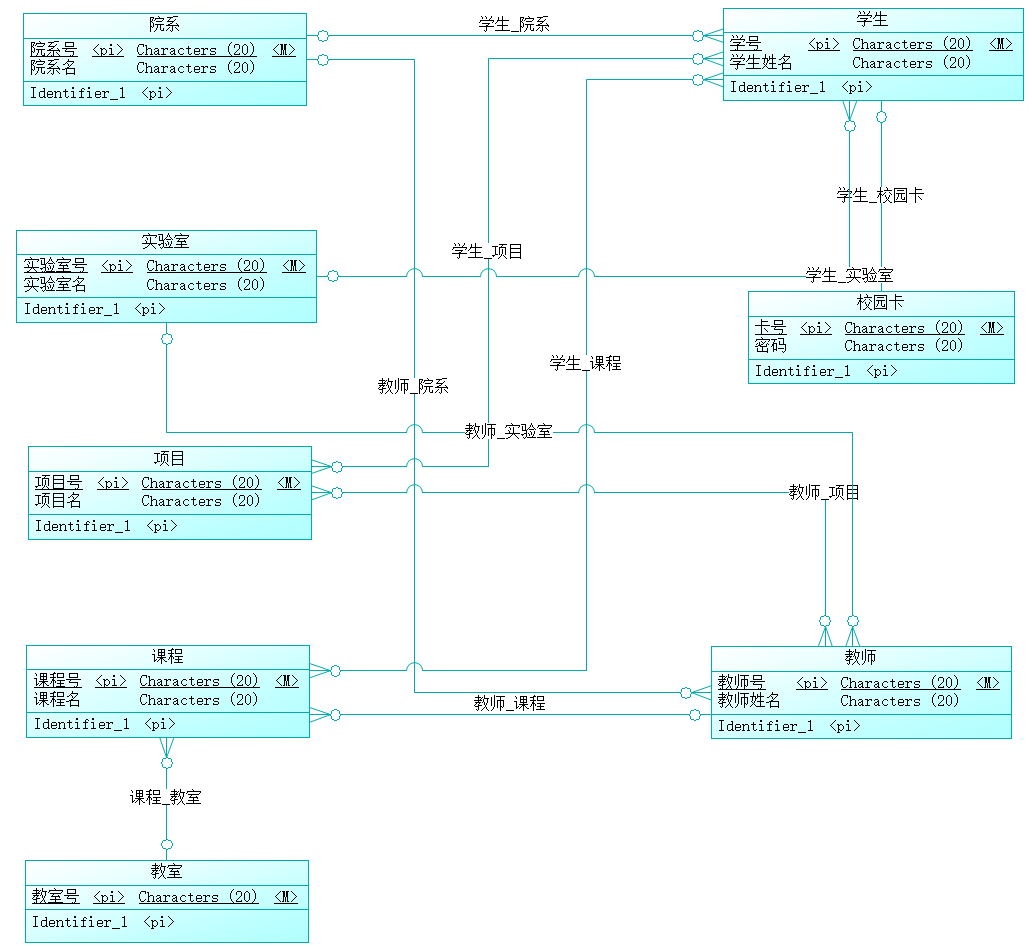 院系
院系号 <pi> Characters (20) <M>
院系名 Characters (20)
Identifier_1 <pi>
学生_院系
学生
学号 <pi> Characters (20) <M>
学生姓名 Characters (20)
Identifier_1 <pi>
学生_校园卡
实验室
实验室号 <pi> Characters (20) <M>
实验室名 Characters (20)
Identifier_1 <pi>
学生_项目
学生_实验室
校园卡
卡号 <pi> Characters (20) <M>
密码 Characters (20)
Identifier_1 <pi>
学生_课程
教师_院系
教师_实验室
项目
项目号 <pi> Characters (20) <M>
项目名 Characters (20)
Identifier_1 <pi>
教师_项目
课程
课程号 <pi> Characters (20) <M>
课程名 Characters (20)
Identifier_1 <pi>
教师_课程
教师
教师号 <pi> Characters (20) <M>
教师姓名 Characters (20)
Identifier_1 <pi>
课程_教室
教室
教室号 <pi> Characters (20) <M>
Identifier_1 <pi>